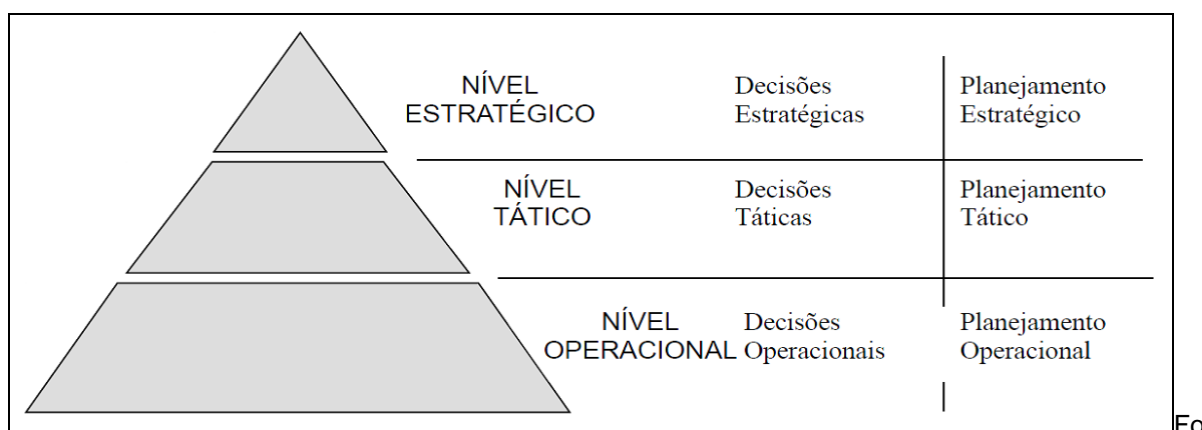 NÍVEL
ESTRATÉGICO
Decisões
Estratégicas
Planejamento
Estratégico
NÍVEL
TÁTICO
Decisões
Táticas
Planejamento
Tático
NÍVEL
OPERACIONAL
Decisões
Operacionais
Planejamento
Operacional